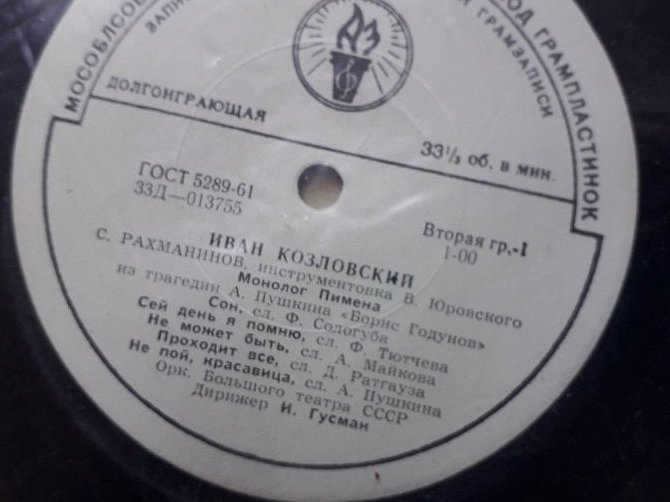 МОСОБЛСОВ
ОД ГРАМПЛАСТИНОК
ГРАМЗАПИСИ
АЗ
ДОЛГОИГРАЮЩАЯ
33⅓ об. в мин.
ГОСТ 5289-61
33Д—013755
Вторая гр.-I
1-00
ИВАН КОЗЛОВСКИЙ
С. РАХМАНИНОВ, инструментовка В. Юровского
Монолог Пимена
из трагедии А. Пушкина «Борис Годунов»
Сон, сл. Ф. Сологуба
Сей день я помню, сл. Ф. Тютчева
Не может быть, сл. А. Майкова
Проходит все, сл. Д. Ратгауза
Не пой, красавица, сл. А. Пушкина
Орк. Большого театра СССР
Дирижер И. Гусман